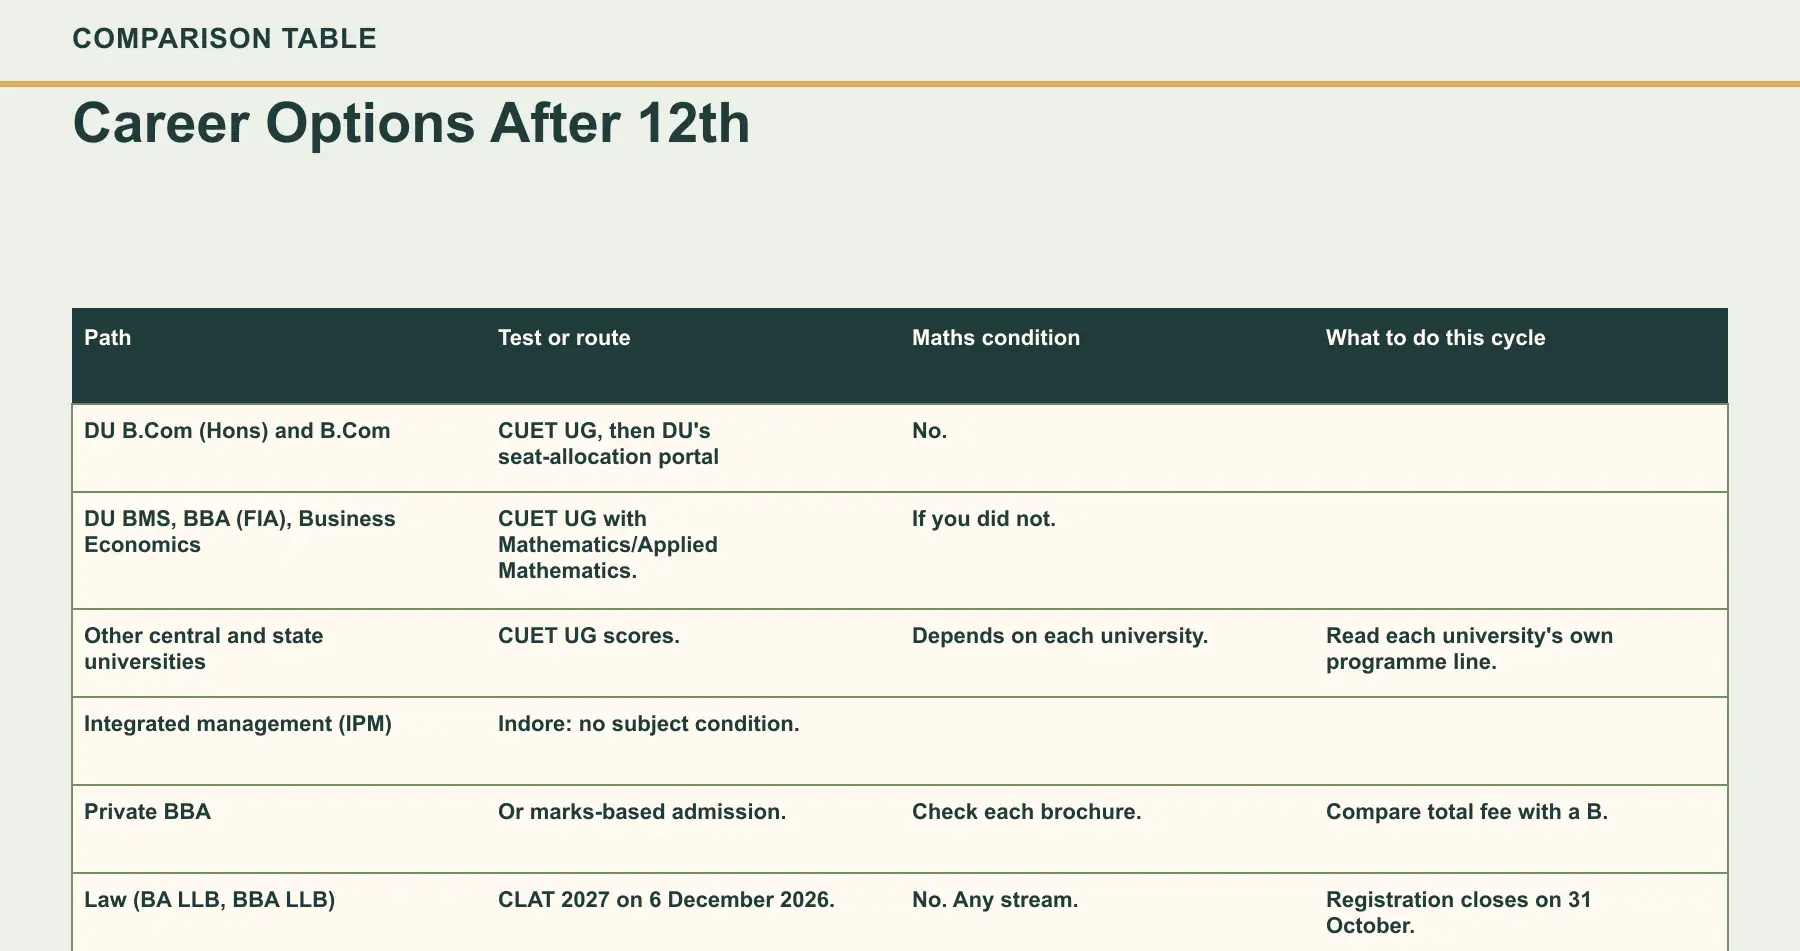 COMPARISON TABLE
Career Options After 12th
Path
Test or route
Maths condition
What to do this cycle
DU B.Com (Hons) and B.Com
CUET UG, then DU's
seat-allocation portal
No.
DU BMS, BBA (FIA), Business
Economics
CUET UG with
Mathematics/Applied
Mathematics.
If you did not.
Other central and state
universities
CUET UG scores.
Depends on each university.
Read each university's own
programme line.
Integrated management (IPM)
Indore: no subject condition.
Private BBA
Or marks-based admission.
Check each brochure.
Compare total fee with a B.
Law (BA LLB, BBA LLB)
CLAT 2027 on 6 December 2026.
No. Any stream.
Registration closes on 31
October.